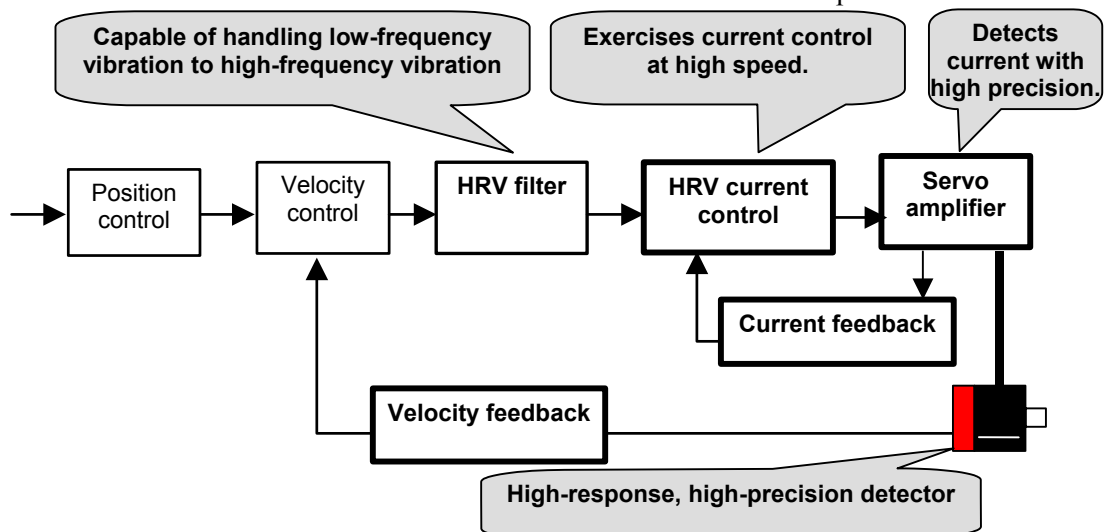 Capable of handling low-frequency
vibration to high-frequency vibration
Exercises current control
at high speed.
Detects
current with
high precision.
Position
control
Velocity
control
HRV filter
HRV current
control
Servo
amplifier
Current feedback
Velocity feedback
High-response, high-precision detector